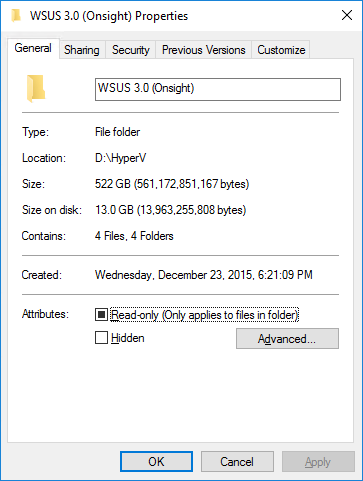 WSUS 3.0 (Onsight) Properties
General Sharing Security Previous Versions Customize
WSUS 3.0 (Onsight)
Type: File folder
Location: D:\HyperV
Size: 522 GB (561,172,851,167 bytes)
Size on disk: 13.0 GB (13,963,255,808 bytes)
Contains: 4 Files, 4 Folders
Created: Wednesday, December 23, 2015, 6:21:09 PM
Attributes: Read-only (Only applies to files in folder)
Hidden Advanced...
OK Cancel Apply